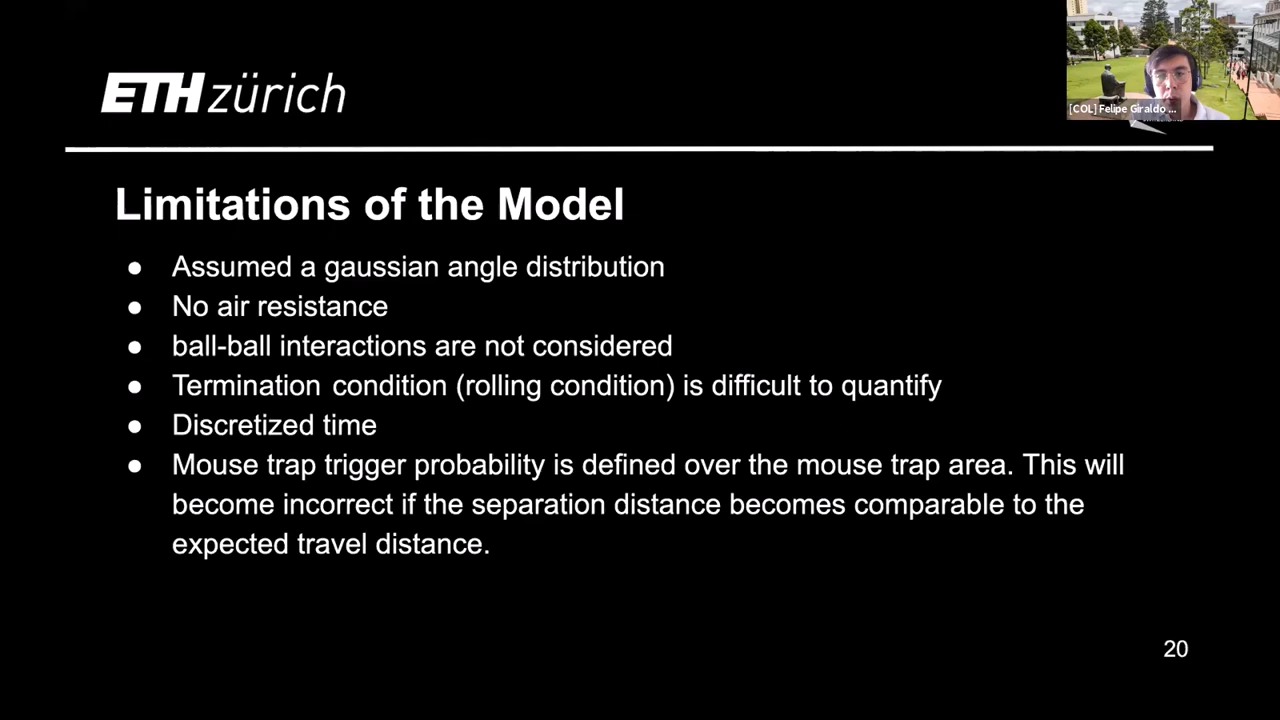 ETH zürich
[COL] Felipe Giraldo ...
Limitations of the Model
● Assumed a gaussian angle distribution
● No air resistance
● ball-ball interactions are not considered
● Termination condition (rolling condition) is difficult to quantify
● Discretized time
● Mouse trap trigger probability is defined over the mouse trap area. This will
become incorrect if the separation distance becomes comparable to the
expected travel distance.
20